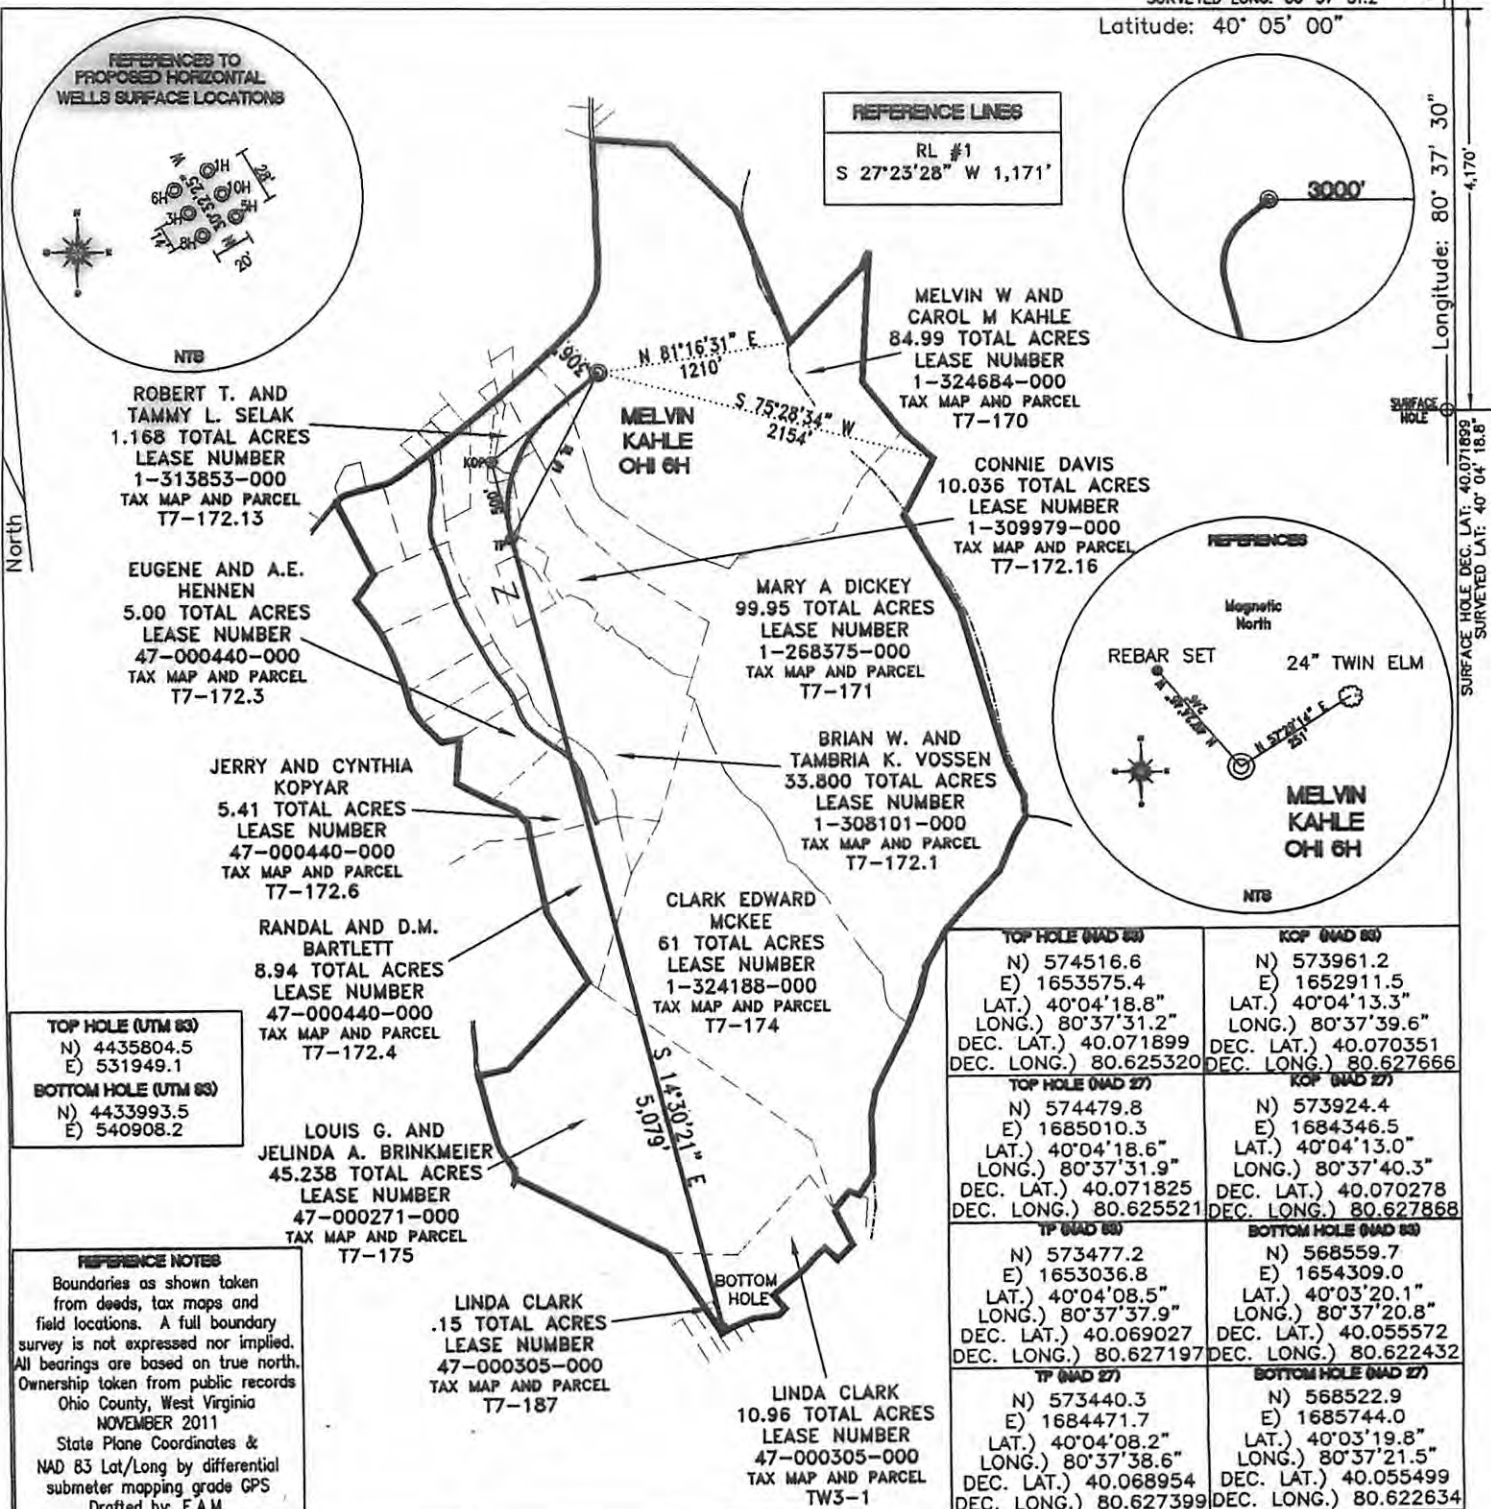 Latitude: 40° 05' 00"
REFERENCES TO
PROPOSED HORIZONTAL
WELLS SURFACE LOCATIONS
1H
10H
6H
5H
3H
8H
28'
14'
20'
NTS
REFERENCE LINES
RL #1
S 27°23'28" W 1,171'
3000'
Longitude: 80° 37' 30"
4,170'
SURFACE
HOLE
SURFACE HOLE DEC. LAT: 40.071899
SURVEYED LAT: 40° 04' 18.8"
North
ROBERT T. AND
TAMMY L. SELAK
1.168 TOTAL ACRES
LEASE NUMBER
1-313853-000
TAX MAP AND PARCEL
T7-172.13
306'
N 81°16'31" E
1210'
S 75°28'34" W
2154'
MELVIN
KAHLE
OHI 6H
KOP
500'
TP
MELVIN W AND
CAROL M KAHLE
84.99 TOTAL ACRES
LEASE NUMBER
1-324684-000
TAX MAP AND PARCEL
T7-170
CONNIE DAVIS
10.036 TOTAL ACRES
LEASE NUMBER
1-309979-000
TAX MAP AND PARCEL
T7-172.16
EUGENE AND A.E.
HENNEN
5.00 TOTAL ACRES
LEASE NUMBER
47-000440-000
TAX MAP AND PARCEL
T7-172.3
MARY A DICKEY
99.95 TOTAL ACRES
LEASE NUMBER
1-268375-000
TAX MAP AND PARCEL
T7-171
REFERENCES
Magnetic
North
REBAR SET
24" TWIN ELM
N 57°29'14" E
251'
MELVIN
KAHLE
OHI 6H
NTS
JERRY AND CYNTHIA
KOPYAR
5.41 TOTAL ACRES
LEASE NUMBER
47-000440-000
TAX MAP AND PARCEL
T7-172.6
BRIAN W. AND
TAMBRIA K. VOSSEN
33.800 TOTAL ACRES
LEASE NUMBER
1-308101-000
TAX MAP AND PARCEL
T7-172.1
RANDAL AND D.M.
BARTLETT
8.94 TOTAL ACRES
LEASE NUMBER
47-000440-000
TAX MAP AND PARCEL
T7-172.4
CLARK EDWARD
MCKEE
61 TOTAL ACRES
LEASE NUMBER
1-324188-000
TAX MAP AND PARCEL
T7-174
TOP HOLE (UTM 83)
N) 4435804.5
E) 531949.1
BOTTOM HOLE (UTM 83)
N) 4433993.5
E) 540908.2
S 14°30'21" E
5,079'
LOUIS G. AND
JELINDA A. BRINKMEIER
45.238 TOTAL ACRES
LEASE NUMBER
47-000271-000
TAX MAP AND PARCEL
T7-175
BOTTOM
HOLE
LINDA CLARK
.15 TOTAL ACRES
LEASE NUMBER
47-000305-000
TAX MAP AND PARCEL
T7-187
LINDA CLARK
10.96 TOTAL ACRES
LEASE NUMBER
47-000305-000
TAX MAP AND PARCEL
TW3-1
REFERENCE NOTES
Boundaries as shown taken
from deeds, tax maps and
field locations. A full boundary
survey is not expressed nor implied.
All bearings are based on true north.
Ownership taken from public records
Ohio County, West Virginia
NOVEMBER 2011
State Plane Coordinates &
NAD 83 Lat/Long by differential
submeter mapping grade GPS
Drafted by: F.A.M.
TOP HOLE (NAD 83)
N) 574516.6
E) 1653575.4
LAT.) 40°04'18.8"
LONG.) 80°37'31.2"
DEC. LAT.) 40.071899
DEC. LONG.) 80.625320
KOP (NAD 83)
N) 573961.2
E) 1652911.5
LAT.) 40°04'13.3"
LONG.) 80°37'39.6"
DEC. LAT.) 40.070351
DEC. LONG.) 80.627666
TOP HOLE (NAD 27)
N) 574479.8
E) 1685010.3
LAT.) 40°04'18.6"
LONG.) 80°37'31.9"
DEC. LAT.) 40.071825
DEC. LONG.) 80.625521
KOP (NAD 27)
N) 573924.4
E) 1684346.5
LAT.) 40°04'13.0"
LONG.) 80°37'40.3"
DEC. LAT.) 40.070278
DEC. LONG.) 80.627868
TP (NAD 83)
N) 573477.2
E) 1653036.8
LAT.) 40°04'08.5"
LONG.) 80°37'37.9"
DEC. LAT.) 40.069027
DEC. LONG.) 80.627197
BOTTOM HOLE (NAD 83)
N) 568559.7
E) 1654309.0
LAT.) 40°03'20.1"
LONG.) 80°37'20.8"
DEC. LAT.) 40.055572
DEC. LONG.) 80.622432
TP (NAD 27)
N) 573440.3
E) 1684471.7
LAT.) 40°04'08.2"
LONG.) 80°37'38.6"
DEC. LAT.) 40.068954
DEC. LONG.) 80.627399
BOTTOM HOLE (NAD 27)
N) 568522.9
E) 1685744.0
LAT.) 40°03'19.8"
LONG.) 80°37'21.5"
DEC. LAT.) 40.055499
DEC. LONG.) 80.622634